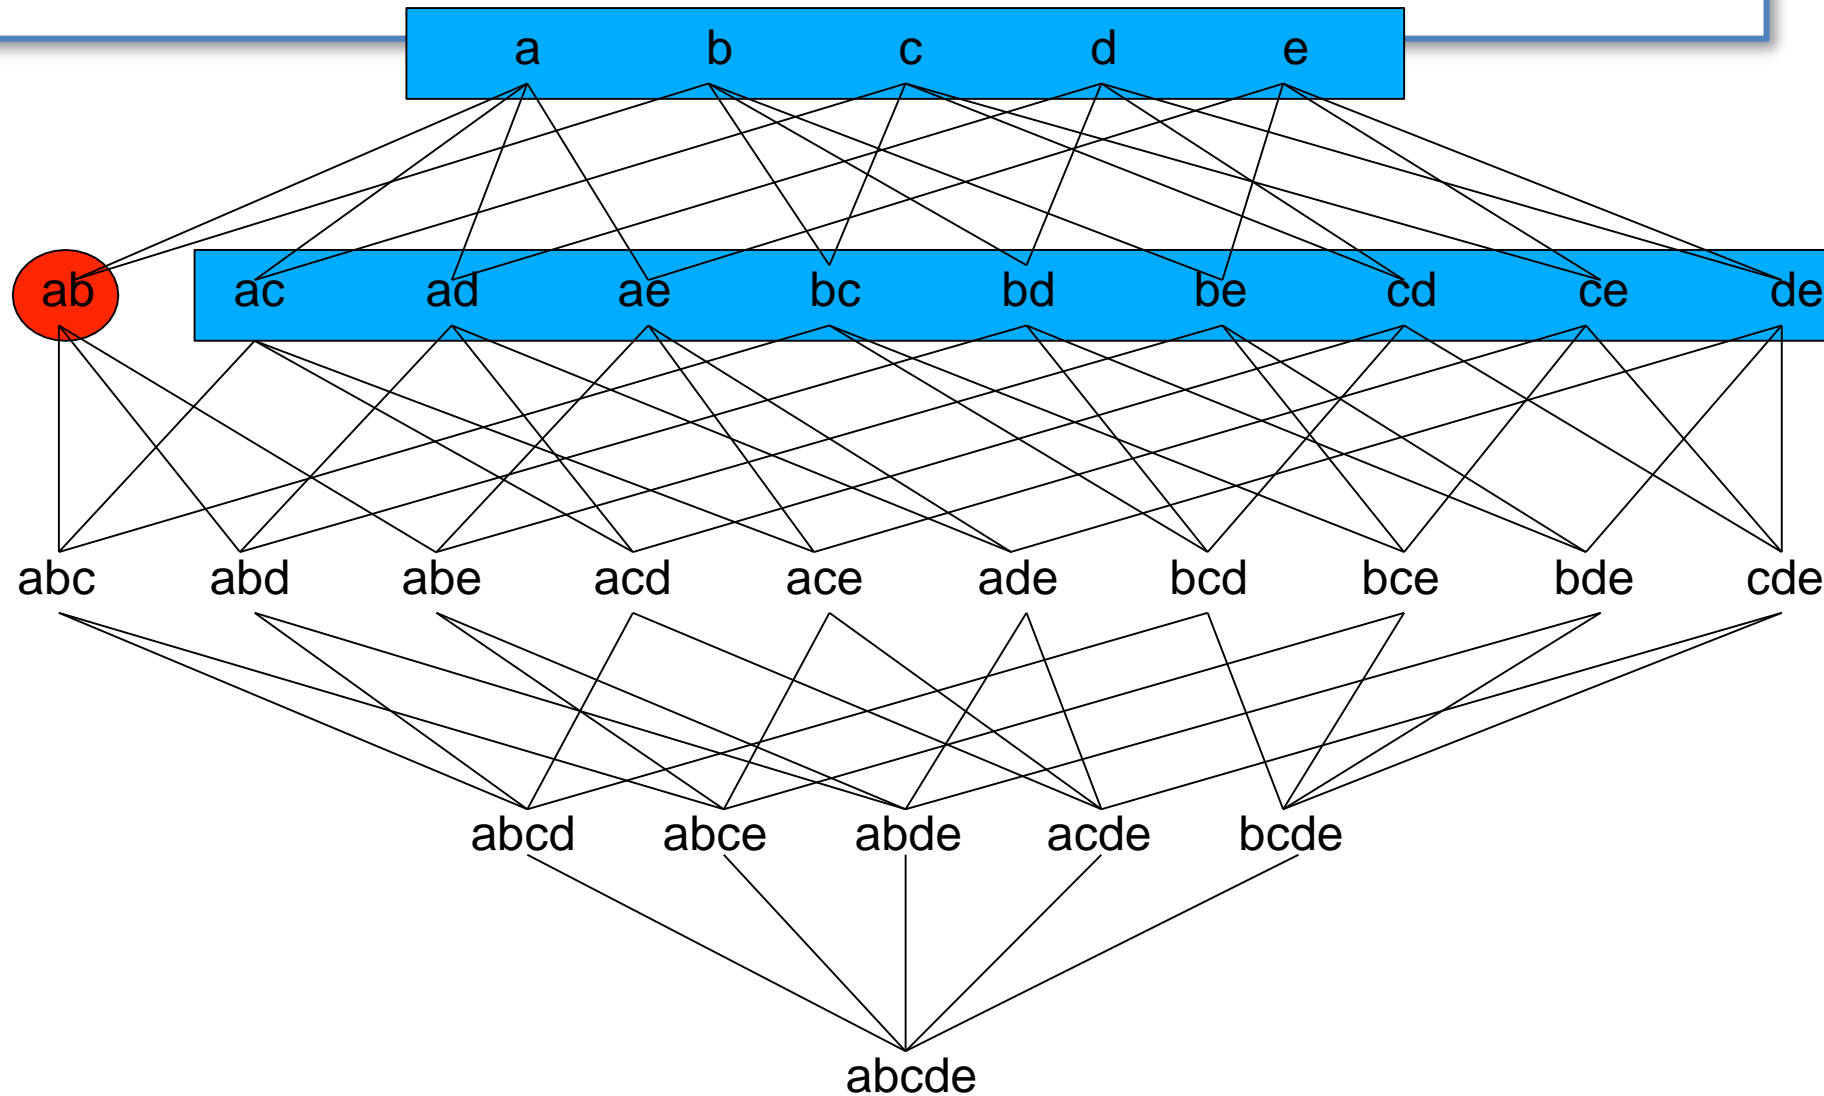 a b c d e
ab ac ad ae bc bd be cd ce de
abc abd abe acd ace ade bcd bce bde cde
abcd abce abde acde bcde
abcde